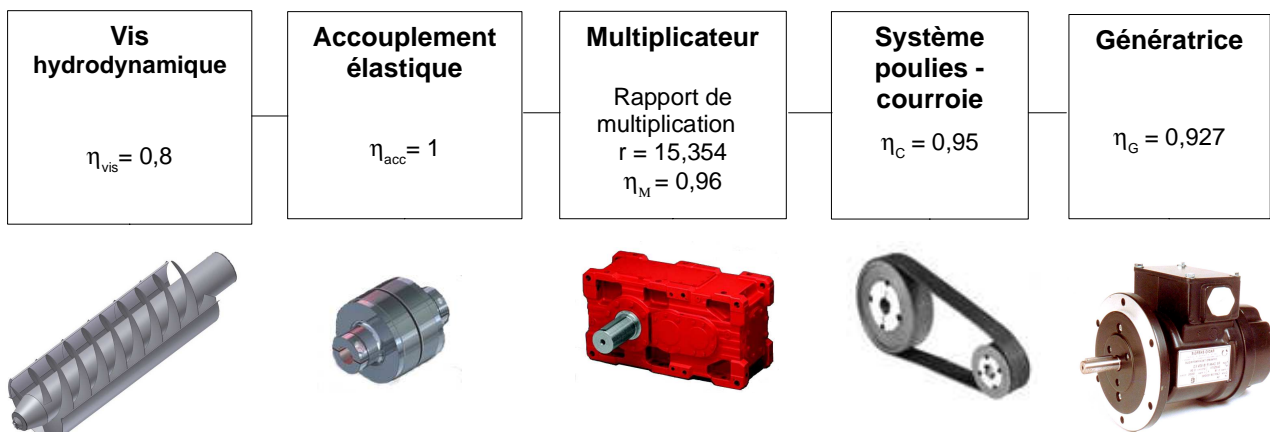 Vis
hydrodynamique
η_vis= 0,8
Accouplement
élastique
η_acc= 1
Multiplicateur
Rapport de
multiplication
r = 15,354
η_M = 0,96
Système
poulies -
courroie
η_C = 0,95
Génératrice
η_G = 0,927